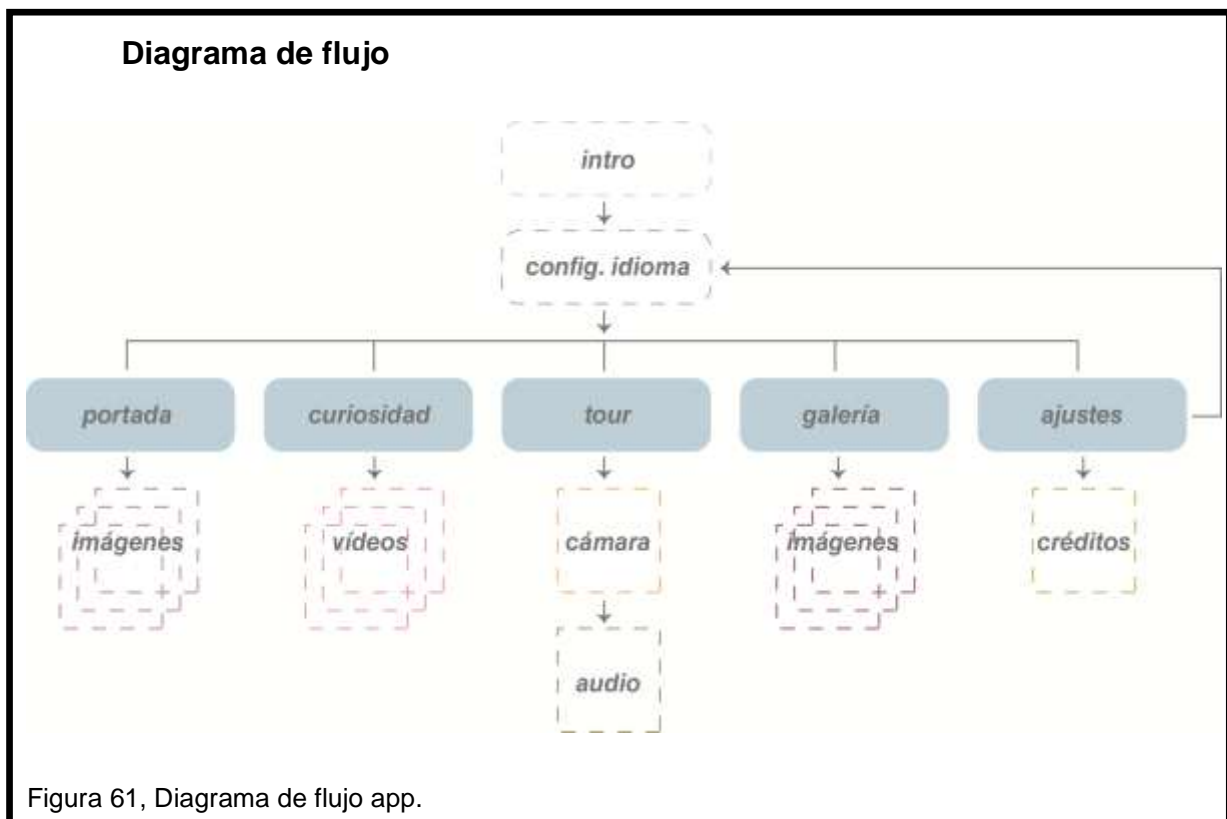 Diagrama de flujo
intro
config. idioma
portada
curiosidad
tour
galería
ajustes
imágenes
vídeos
cámara
imágenes
créditos
audio
Figura 61, Diagrama de flujo app.